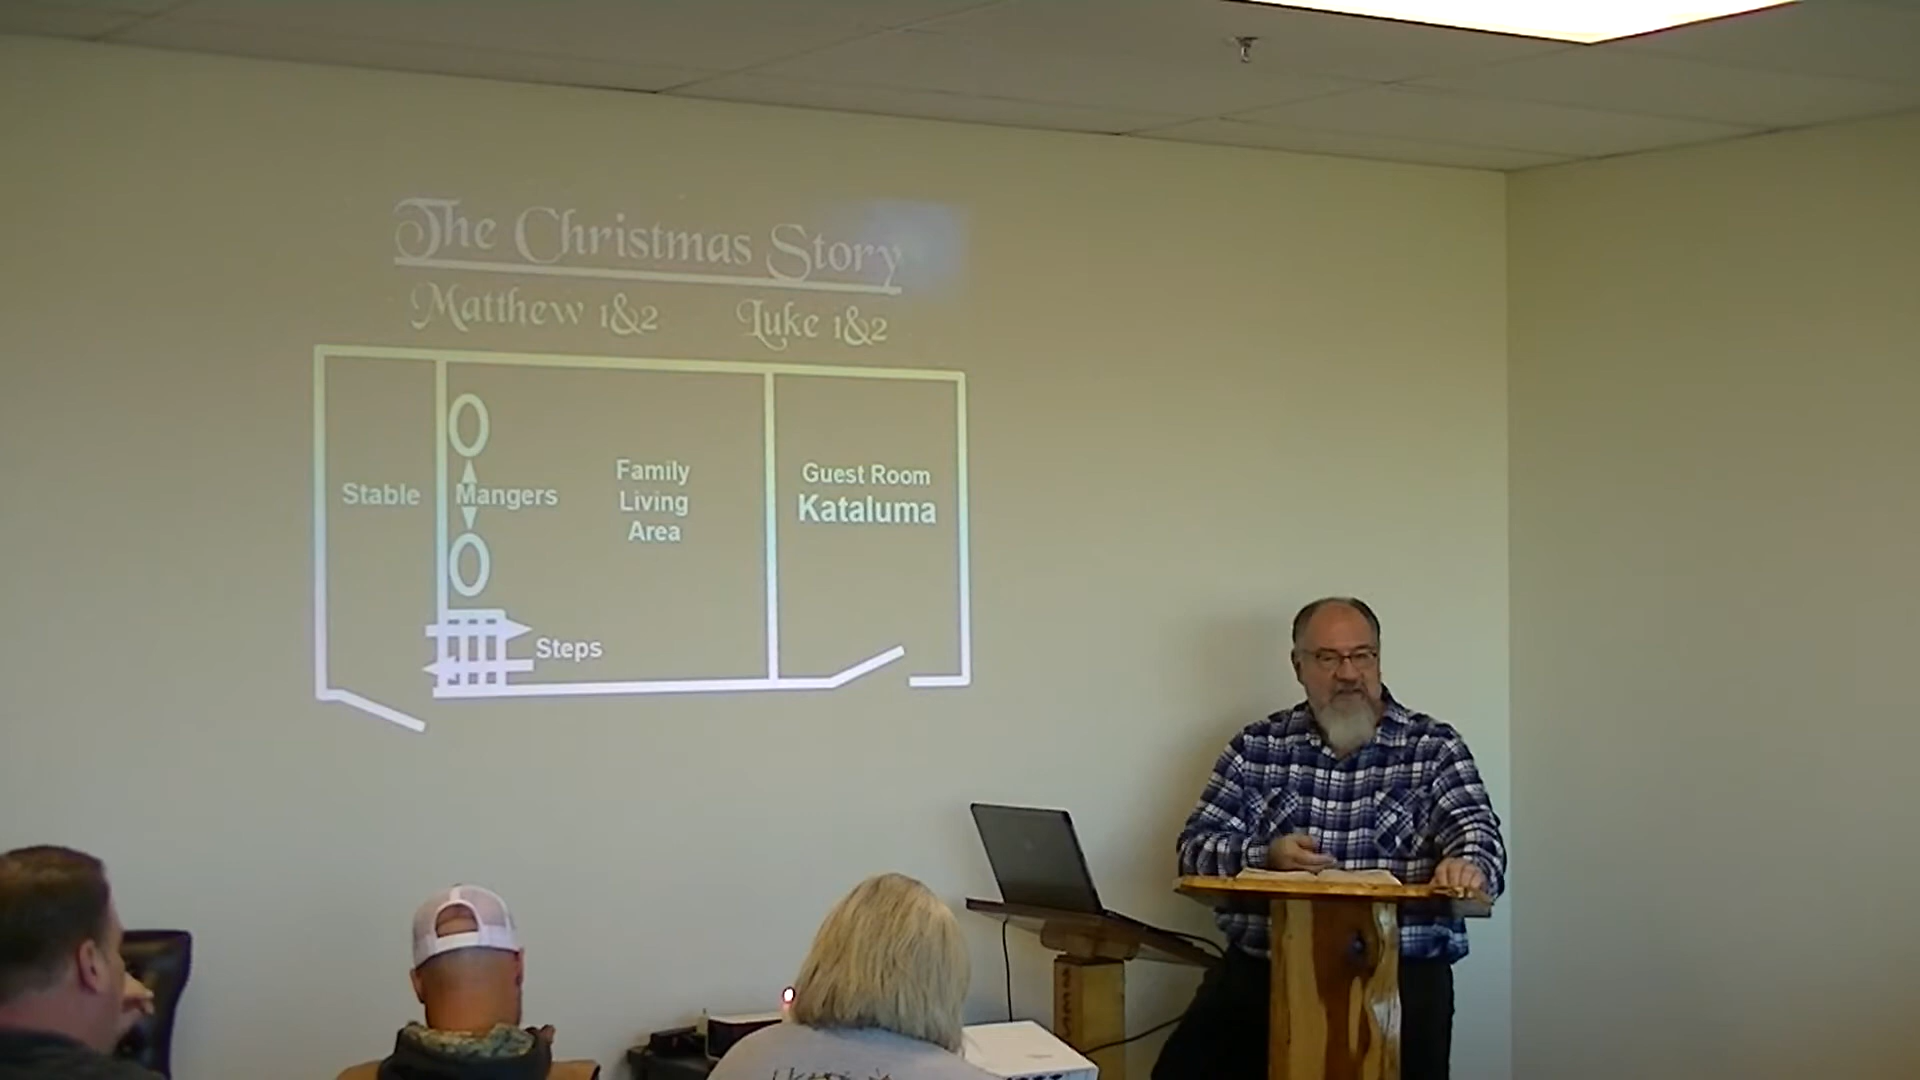 The Christmas Story
Matthew 1&2 Luke 1&2
Stable
Mangers
Family
Living
Area
Guest Room
Kataluma
Steps